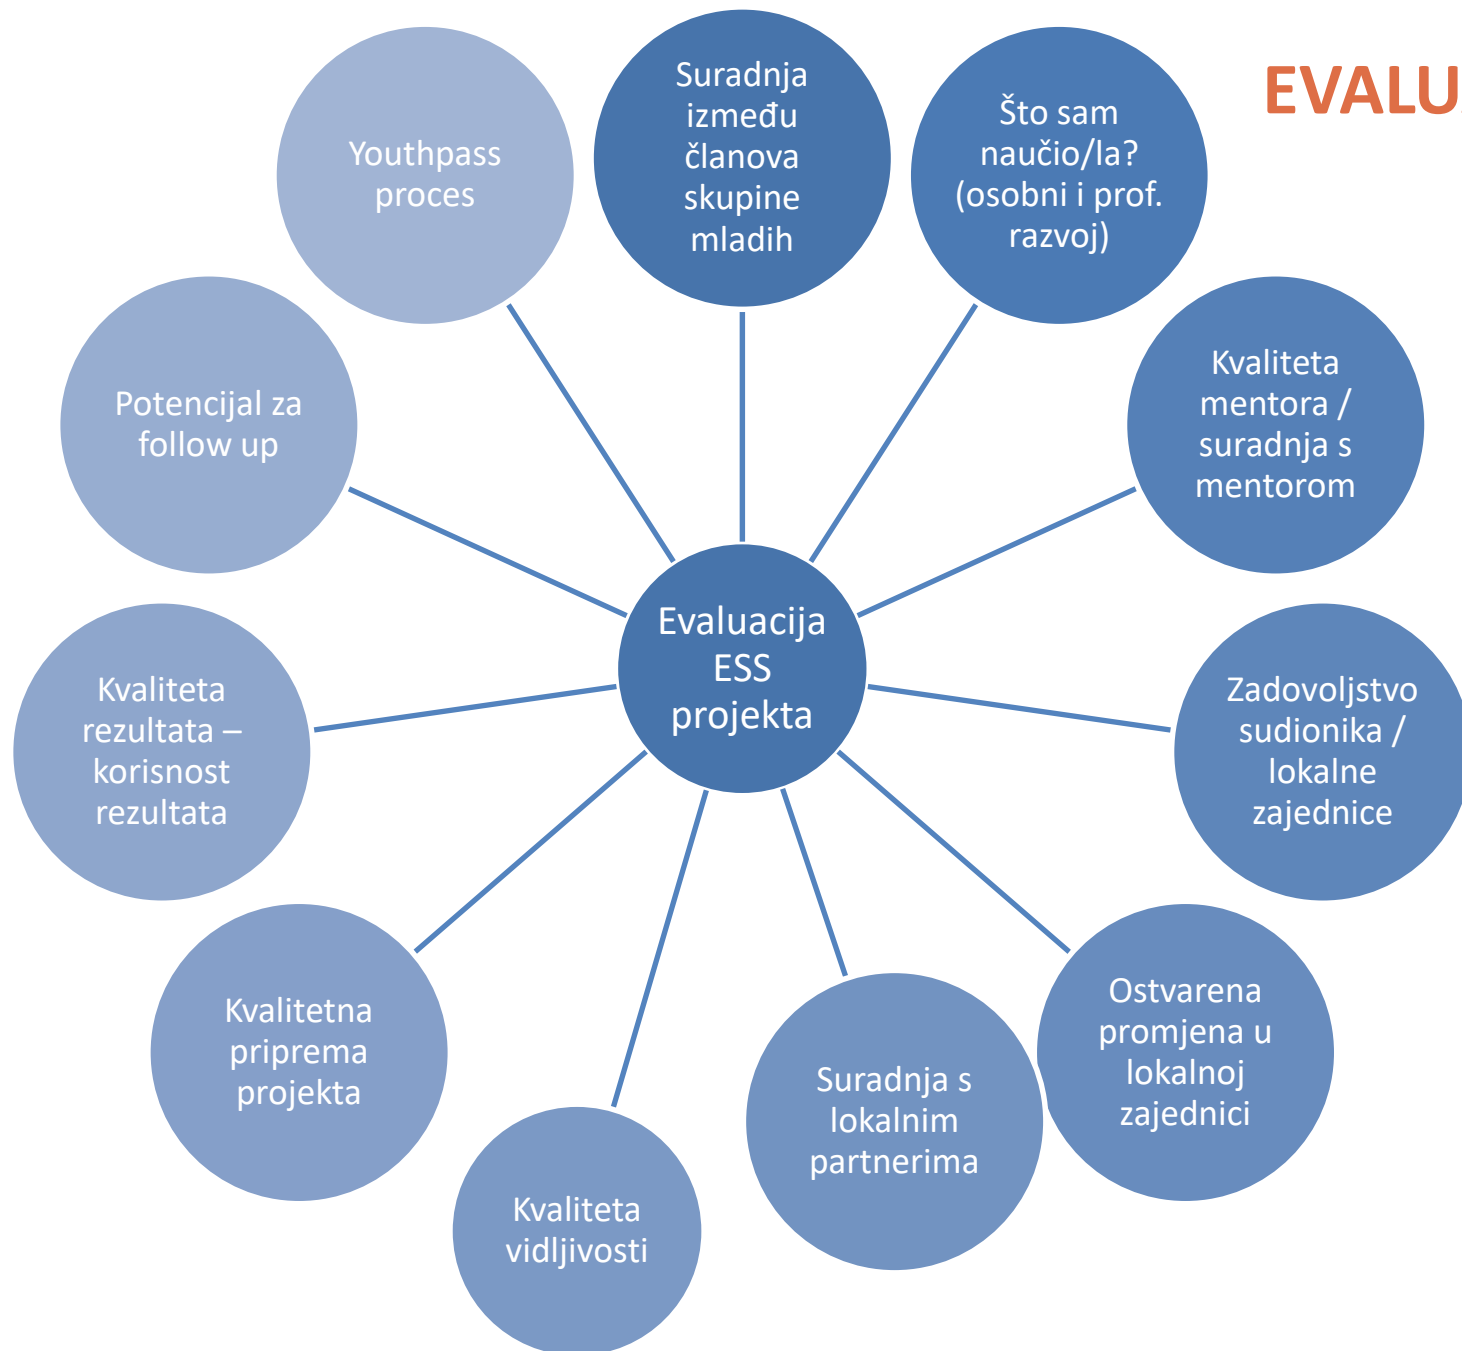 EVALU
Suradnja
između
članova
skupine
mladih
Što sam
naučio/la?
(osobni i prof.
razvoj)
Kvaliteta
mentora /
suradnja s
mentorom
Zadovoljstvo
sudionika /
lokalne
zajednice
Ostvarena
promjena u
lokalnoj
zajednici
Suradnja s
lokalnim
partnerima
Kvaliteta
vidljivosti
Kvalitetna
priprema
projekta
Kvaliteta
rezultata –
korisnost
rezultata
Potencijal za
follow up
Youthpass
proces
Evaluacija
ESS
projekta